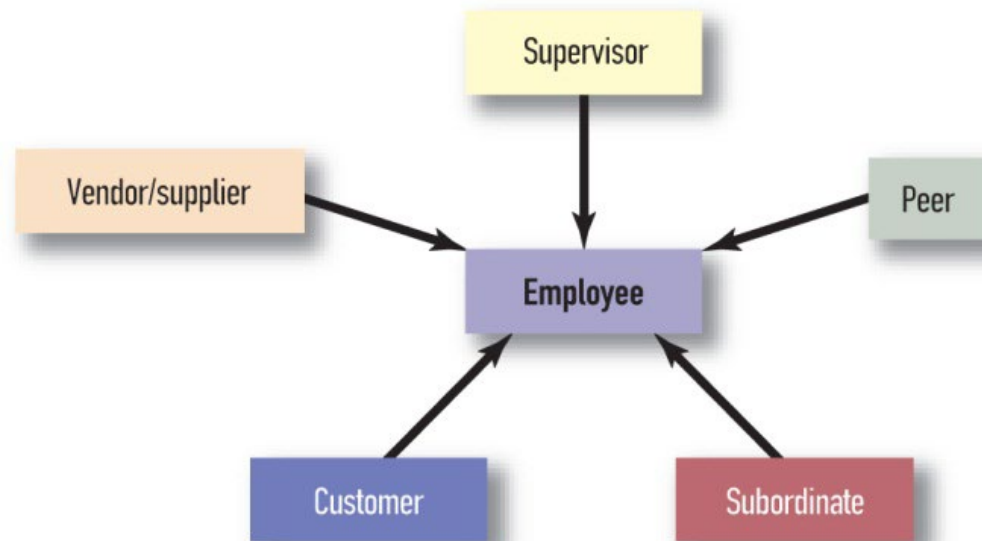 Supervisor
Vendor/supplier
Peer
Employee
Customer
Subordinate